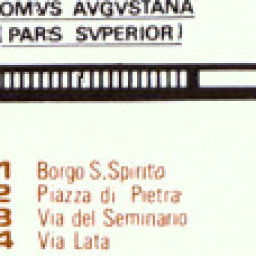 OMVS AVGVSTANA
(PARS SVPERIOR)
1 Borgo S.Spirito
2 Piazza di Pietra
3 Via del Seminario
4 Via Lata